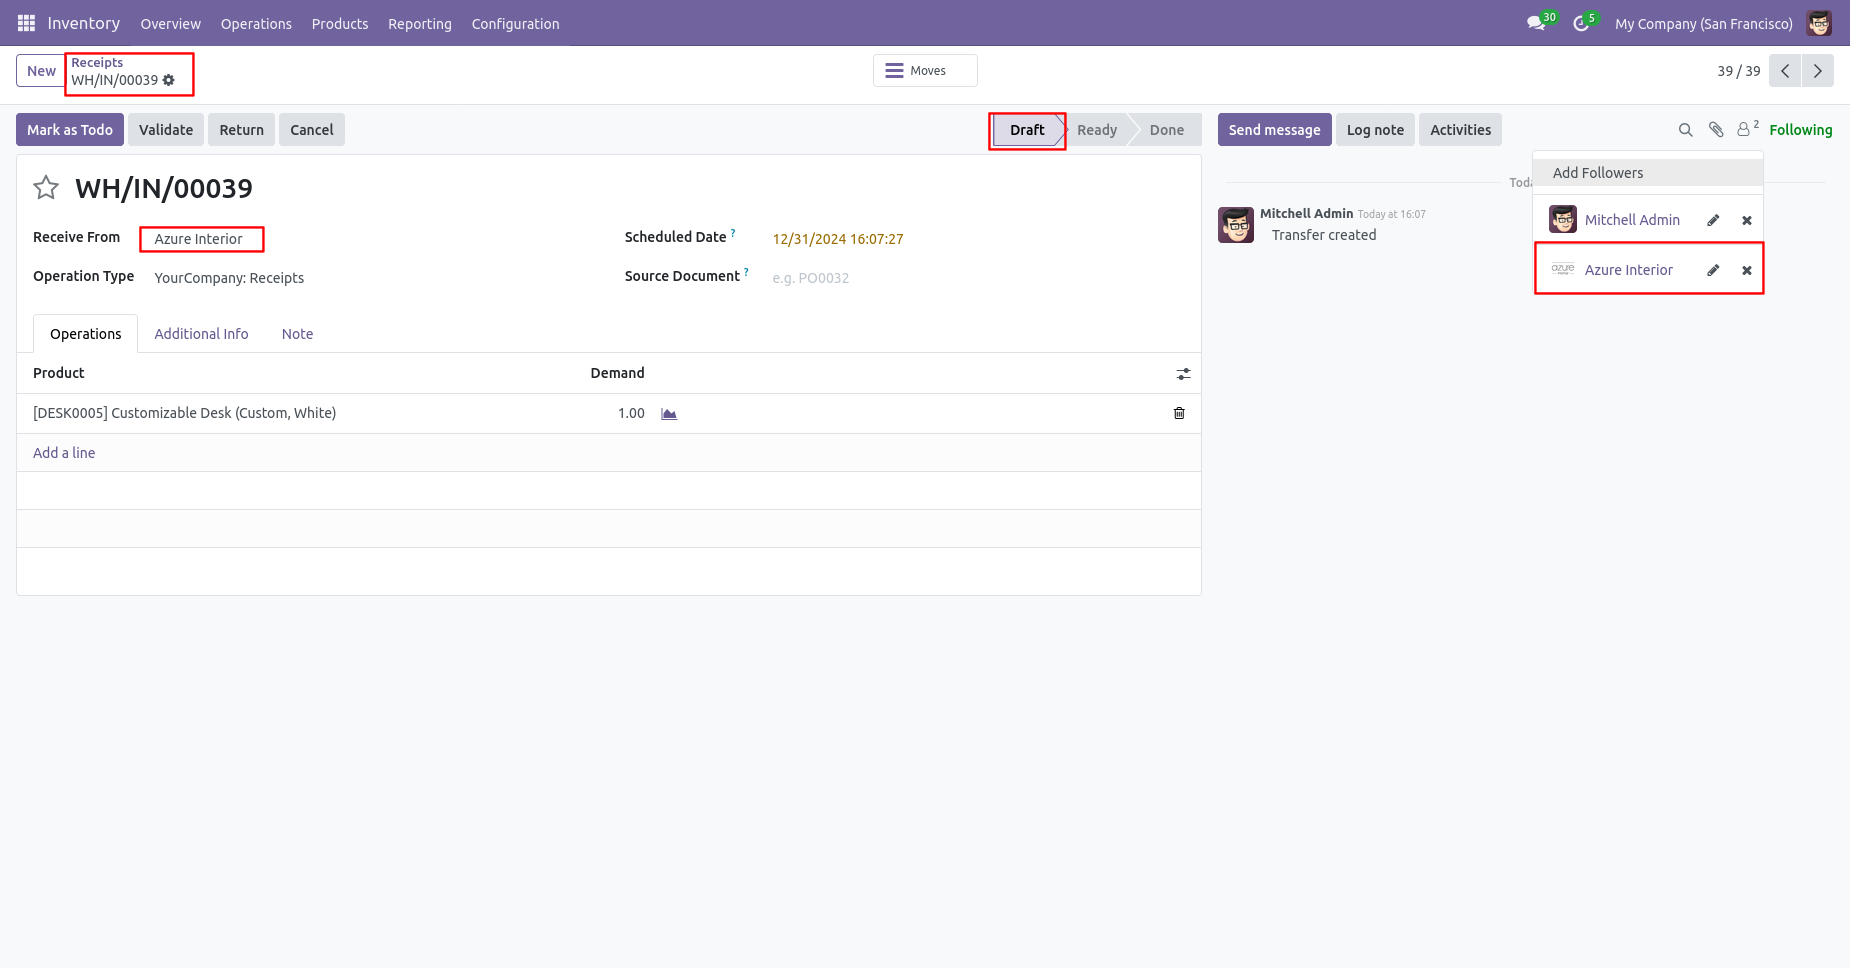 Inventory Overview Operations Products Reporting Configuration 30 5 My Company (San Francisco)
New Receipts
WH/IN/00039
Moves
39 / 39
Mark as Todo Validate Return Cancel Draft Ready Done
Send message Log note Activities 2 Following
WH/IN/00039
Receive From Azure Interior
Operation Type YourCompany: Receipts
Scheduled Date ? 12/31/2024 16:07:27
Source Document ? e.g. PO0032
Operations Additional Info Note
Product Demand
[DESK0005] Customizable Desk (Custom, White) 1.00
Add a line
Mitchell Admin Today at 16:07
Transfer created
Add Followers
Mitchell Admin
azure Azure Interior